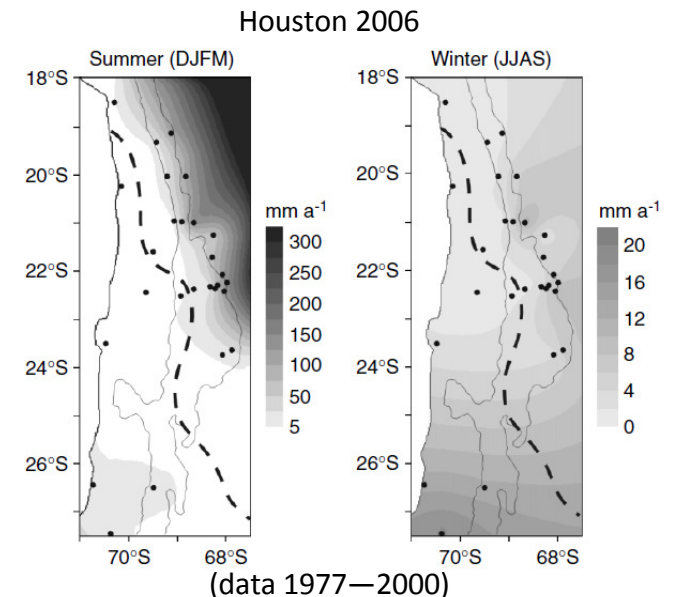 Houston 2006
Summer (DJFM)
18°S
20°S
22°S
24°S
26°S
70°S
68°S
mm a-1
300
250
200
150
100
50
5
Winter (JJAS)
18°S
20°S
22°S
24°S
26°S
70°S
68°S
mm a-1
20
16
12
8
4
0
(data 1977—2000)